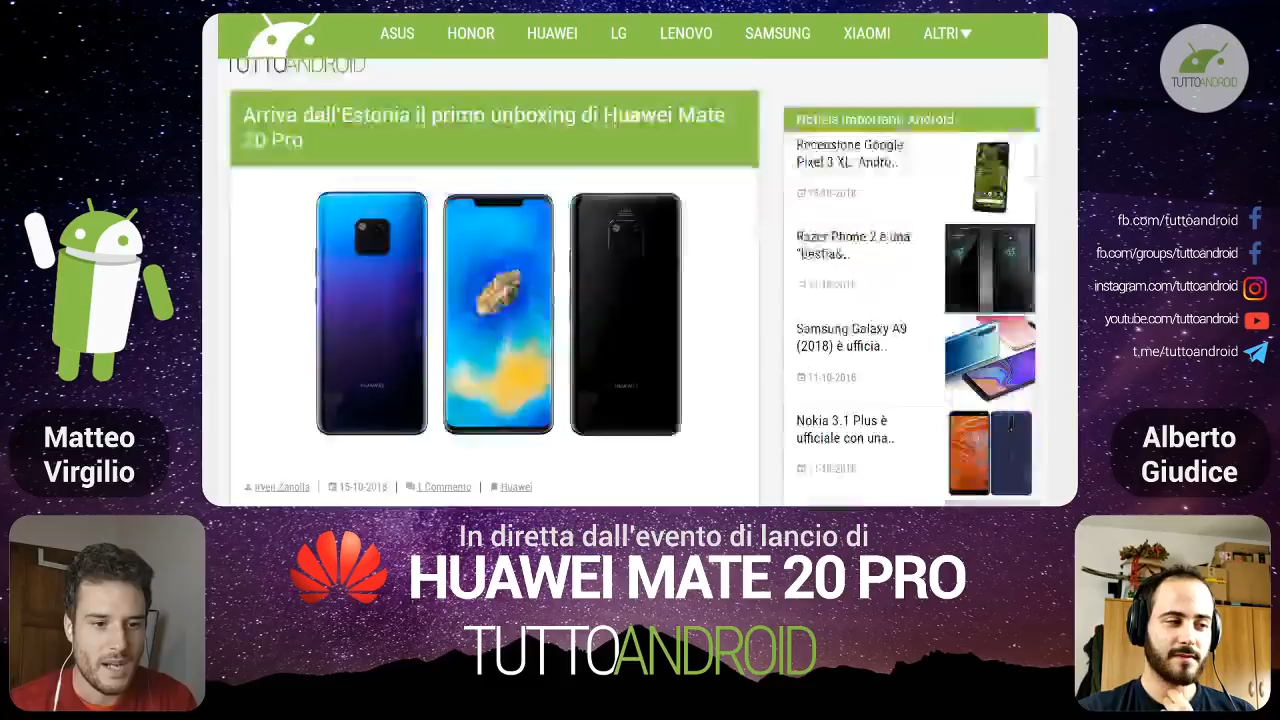 ASUS HONOR HUAWEI LG LENOVO SAMSUNG XIAOMI ALTRI
TUTTOANDROID
Arriva dall'Estonia il primo unboxing di Huawei Mate
20 Pro
HUAWEI
HUAWEI
15-10-2018 | 1 Commento | Huawei
Notizie importanti Android
Recensione Google
Pixel 3 XL: Andro..
Razer Phone 2 è una
"bestia&..
Samsung Galaxy A9
(2018) è ufficia..
11-10-2018
Nokia 3.1 Plus è
ufficiale con una..
TUTTOANDROID
fb.com/tuttoandroid
fb.com/groups/tuttoandroid
instagram.com/tuttoandroid
youtube.com/tuttoandroid
t.me/tuttoandroid
Matteo
Virgilio
Alberto
Giudice
In diretta dall'evento di lancio di
HUAWEI MATE 20 PRO
TUTTOANDROID